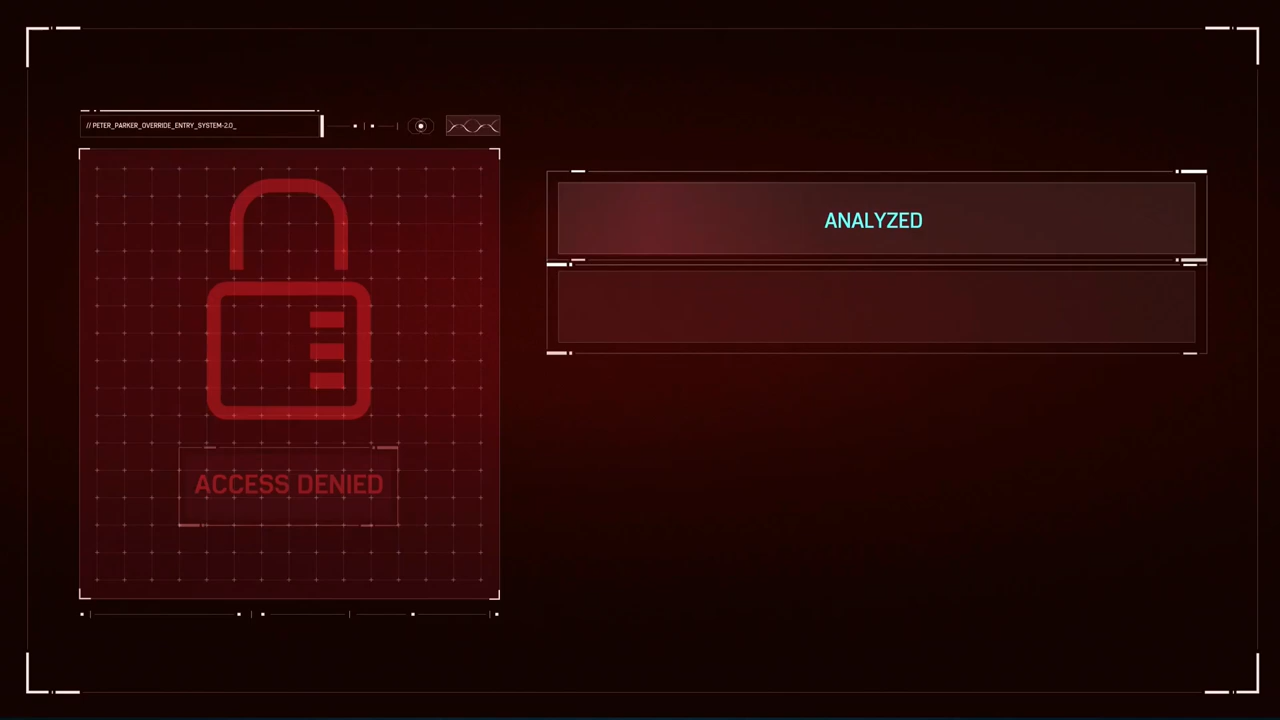 // PETER_PARKER_OVERRIDE_ENTRY_SYSTEM-2.0_
ANALYZED
ACCESS DENIED